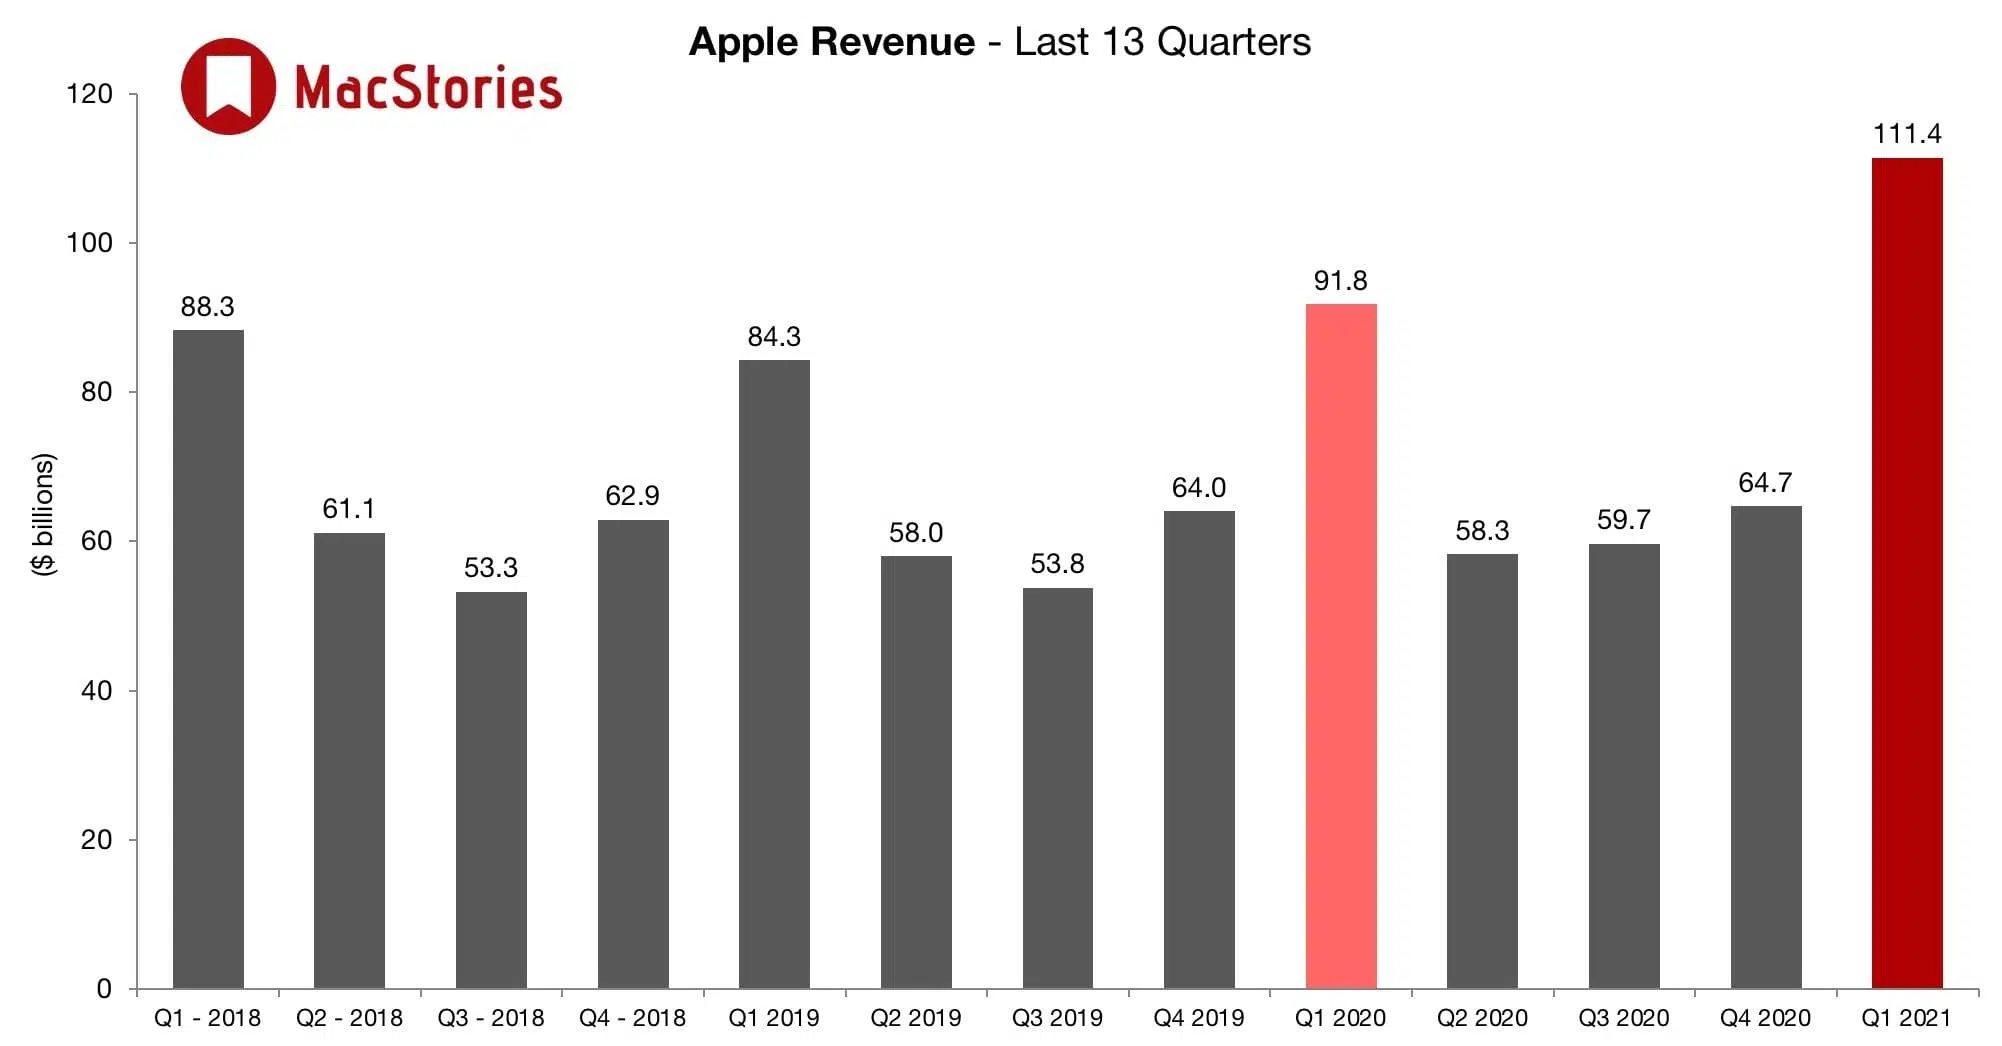 Apple Revenue - Last 13 Quarters
MacStories
120
100
80
60
40
20
0
($ billions)
88.3
61.1
53.3
62.9
84.3
58.0
53.8
64.0
91.8
58.3
59.7
64.7
111.4
Q1 - 2018
Q2 - 2018
Q3 - 2018
Q4 - 2018
Q1 2019
Q2 2019
Q3 2019
Q4 2019
Q1 2020
Q2 2020
Q3 2020
Q4 2020
Q1 2021